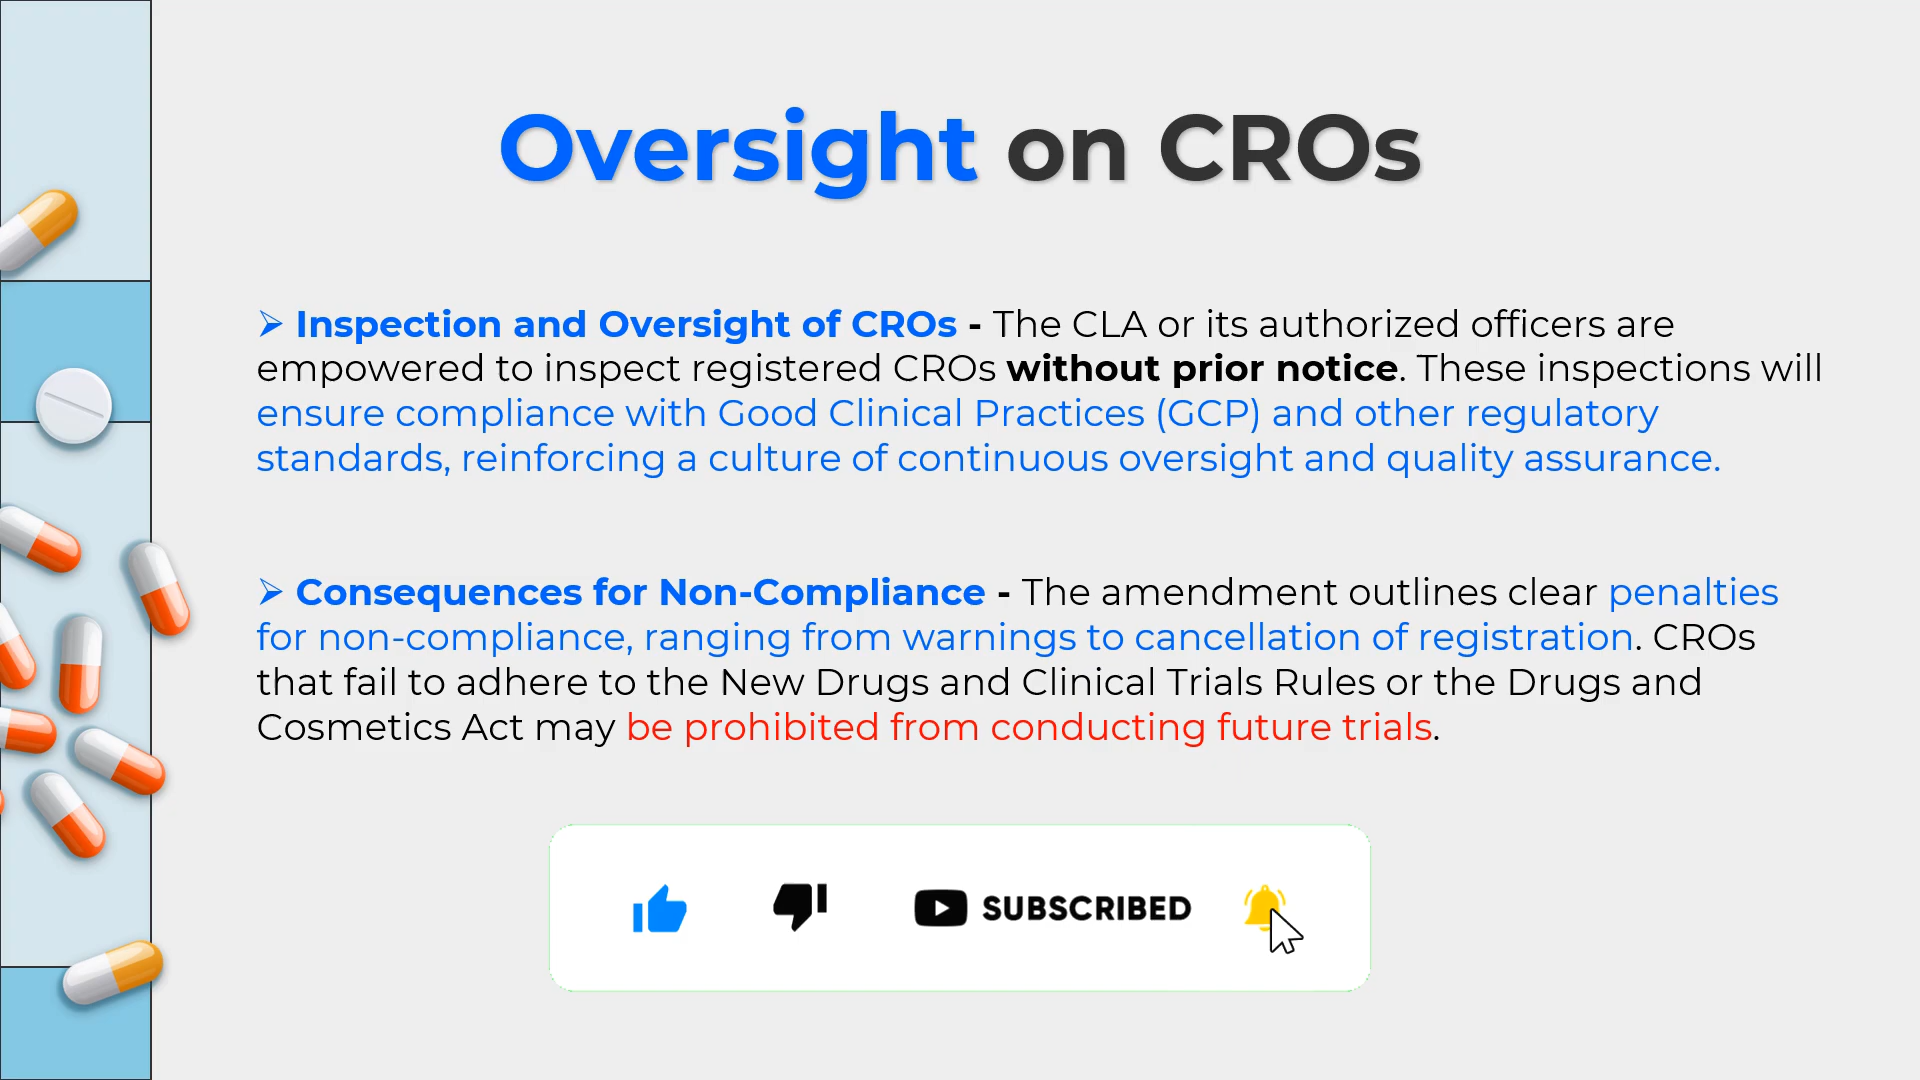 Oversight on CROs
➢ Inspection and Oversight of CROs - The CLA or its authorized officers are
empowered to inspect registered CROs without prior notice. These inspections will
ensure compliance with Good Clinical Practices (GCP) and other regulatory
standards, reinforcing a culture of continuous oversight and quality assurance.
➢ Consequences for Non-Compliance - The amendment outlines clear penalties
for non-compliance, ranging from warnings to cancellation of registration. CROs
that fail to adhere to the New Drugs and Clinical Trials Rules or the Drugs and
Cosmetics Act may be prohibited from conducting future trials.
SUBSCRIBED